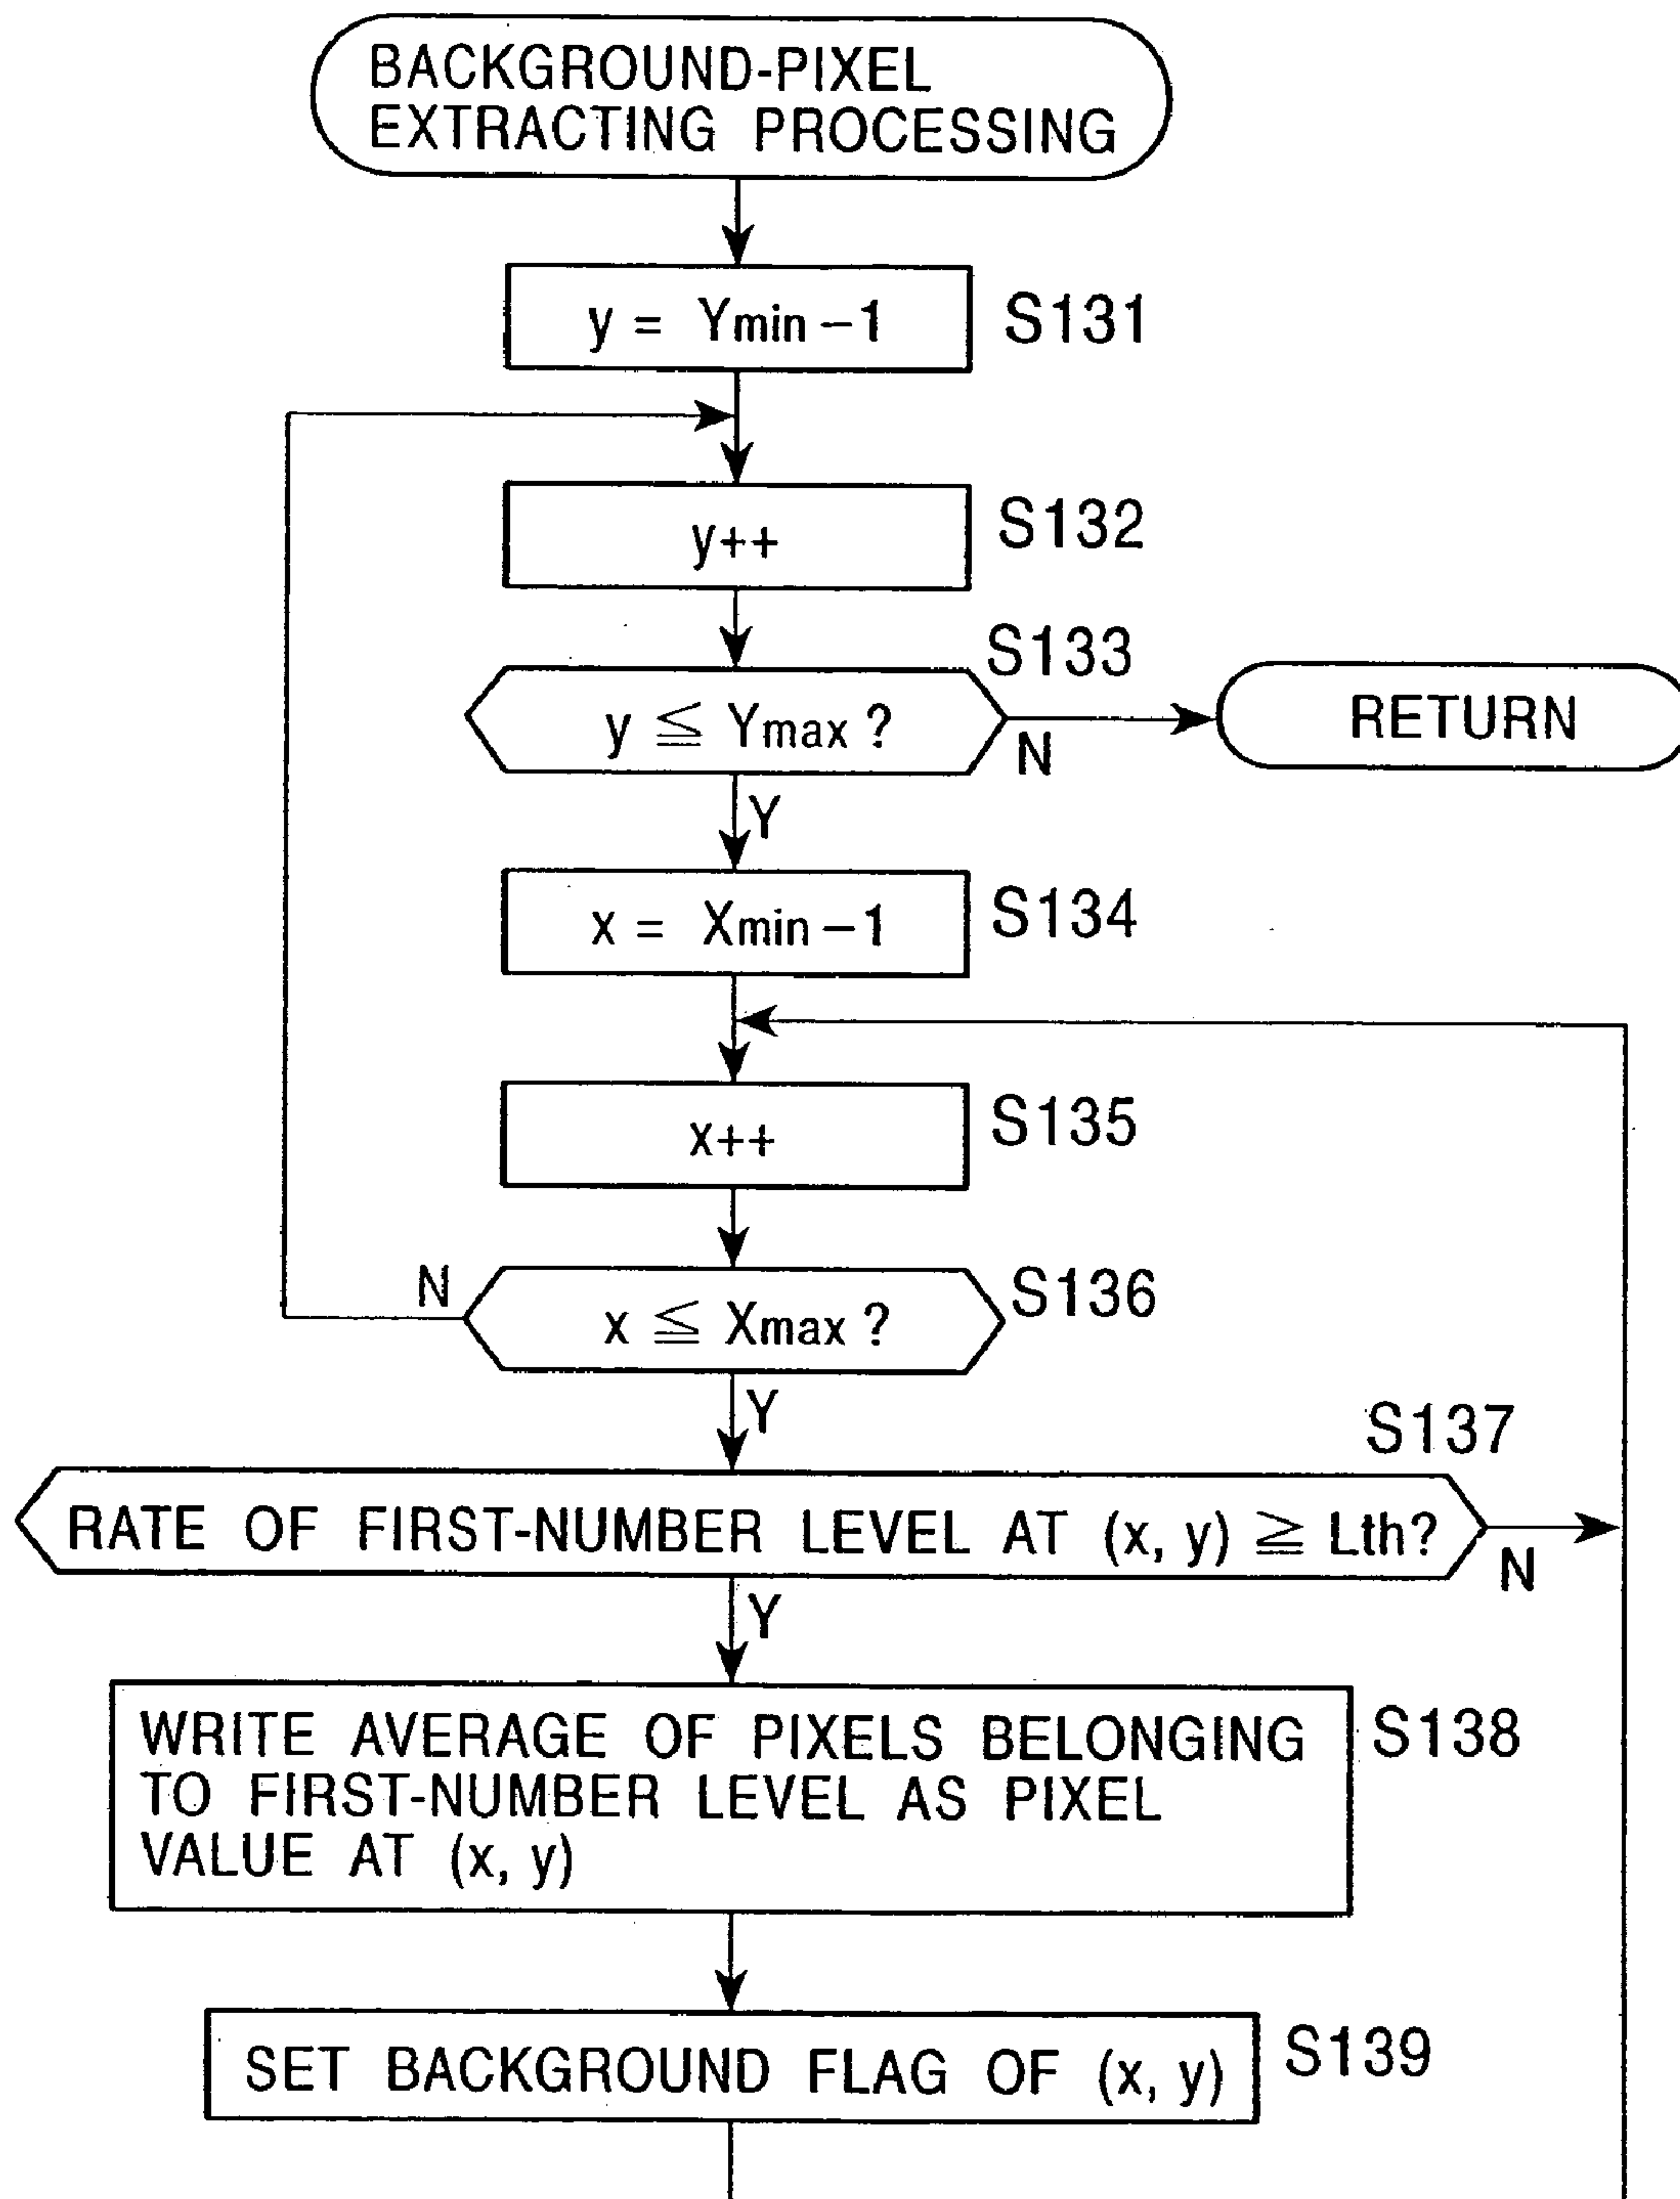 BACKGROUND-PIXEL
EXTRACTING PROCESSING
y = Ymin −1
S131
y++
S132
S133
y ≦ Ymax ?
N
RETURN
Y
x = Xmin −1
S134
x++
S135
N
x ≦ Xmax ?
S136
Y
S137
RATE OF FIRST-NUMBER LEVEL AT (x, y) ≧ Lth?
N
Y
WRITE AVERAGE OF PIXELS BELONGING
TO FIRST-NUMBER LEVEL AS PIXEL
VALUE AT (x, y)
S138
SET BACKGROUND FLAG OF (x, y)
S139